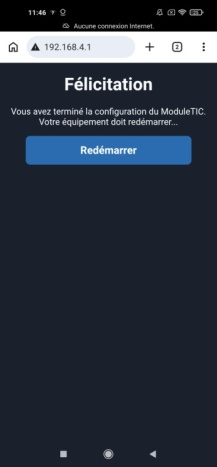 11:46
Aucune connexion Internet.
192.168.4.1
2
Félicitation
Vous avez terminé la configuration du ModuleTIC.
Votre équipement doit redémarrer...
Redémarrer